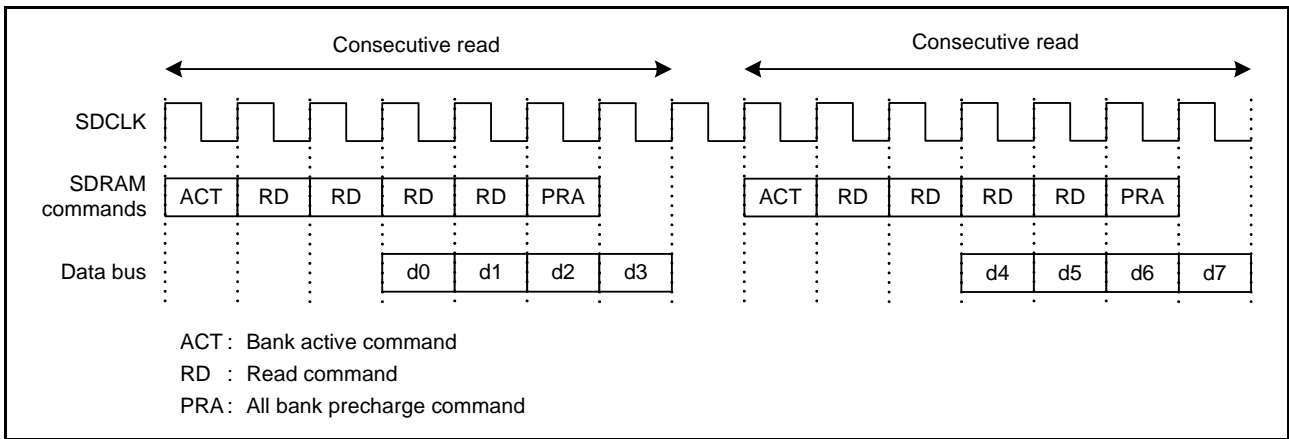 Consecutive read Consecutive read
SDCLK
SDRAM commands ACT RD RD RD RD PRA ACT RD RD RD RD PRA
Data bus d0 d1 d2 d3 d4 d5 d6 d7
ACT : Bank active command
RD : Read command
PRA : All bank precharge command